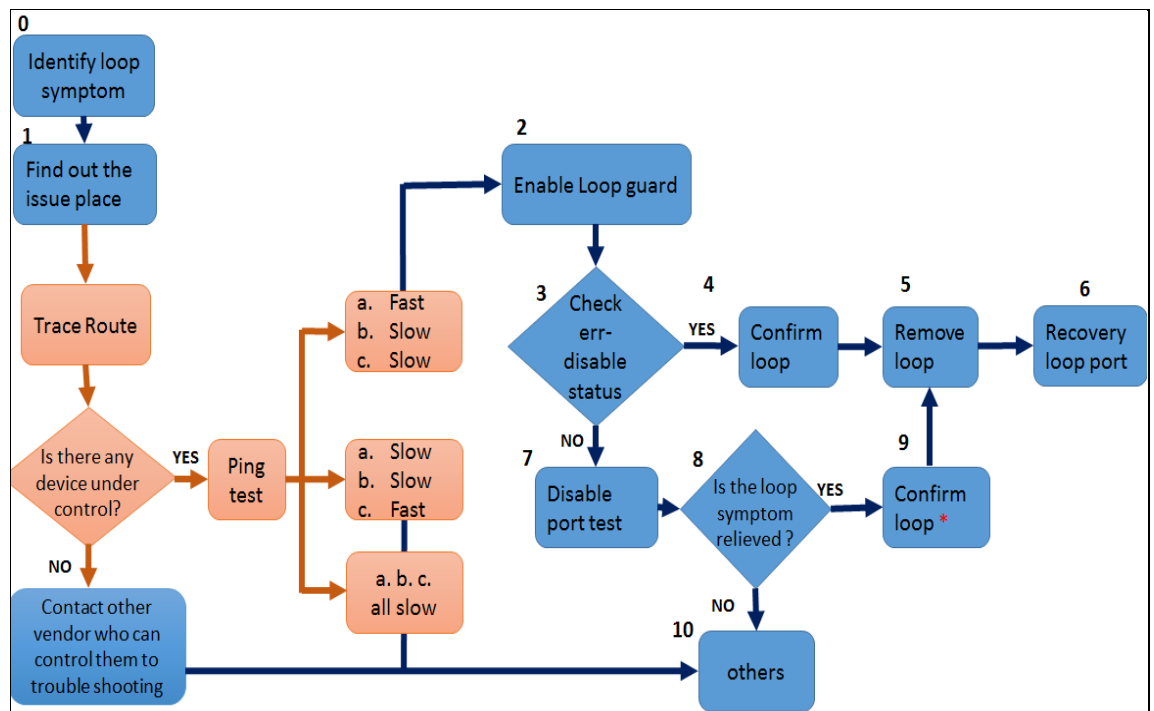 0
Identify loop
symptom
1
Find out the
issue place
Trace Route
Is there any
device under
control?
YES
NO
Contact other
vendor who can
control them to
trouble shooting
Ping
test
a. Fast
b. Slow
c. Slow
a. Slow
b. Slow
c. Fast
a. b. c.
all slow
2
Enable Loop guard
3
Check
err-
disable
status
YES
NO
4
Confirm
loop
5
Remove
loop
6
Recovery
loop port
7
Disable
port test
8
Is the loop
symptom
relieved ?
YES
NO
9
Confirm
loop *
10
others